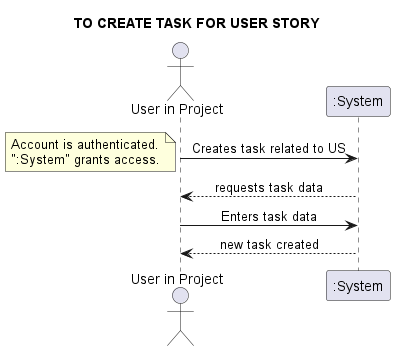 TO CREATE TASK FOR USER STORY
User in Project
:System
Account is authenticated.
":System" grants access.
Creates task related to US
requests task data
Enters task data
new task created
User in Project
:System